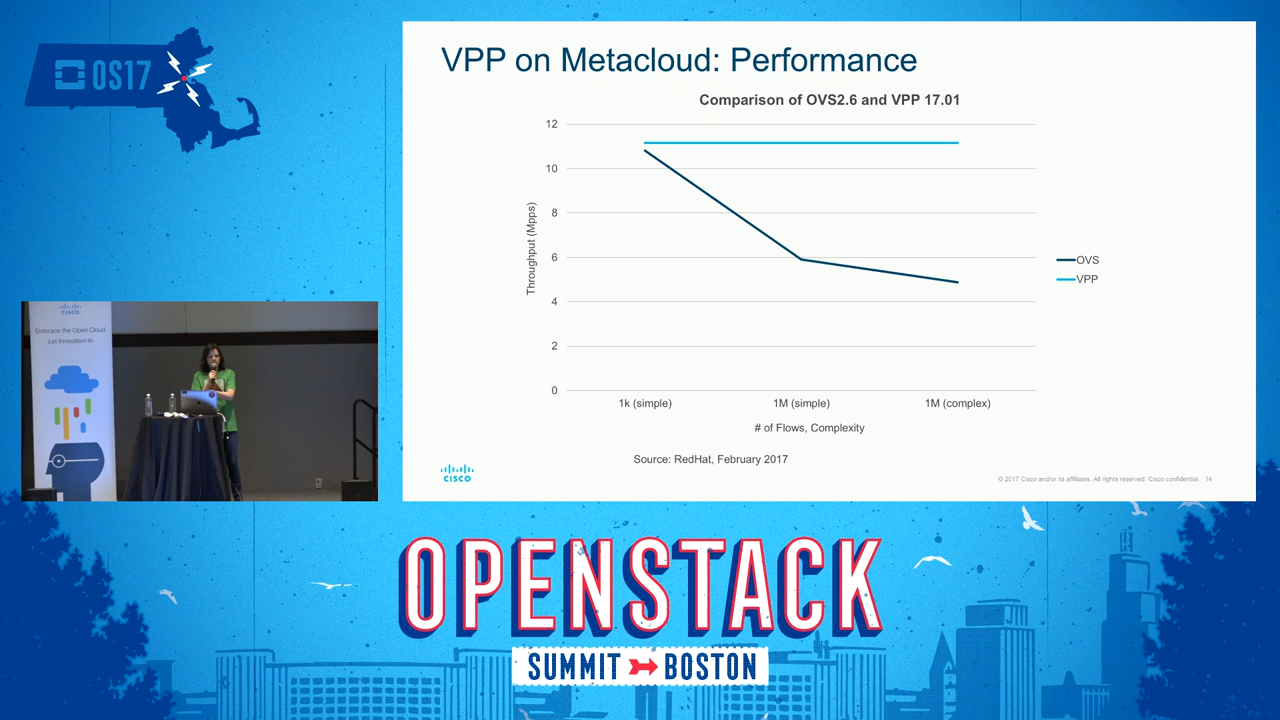 OS17
VPP on Metacloud: Performance
Comparison of OVS2.6 and VPP 17.01
12
10
8
6
4
2
0
Throughput (Mpps)
1k (simple)
1M (simple)
1M (complex)
# of Flows, Complexity
OVS
VPP
Source: RedHat, February 2017
CISCO
© 2017 Cisco and/or its affiliates. All rights reserved. Cisco confidential. 14
CISCO
Embrace the Open Cloud.
Let Innovation In.
OPENSTACK
SUMMIT BOSTON